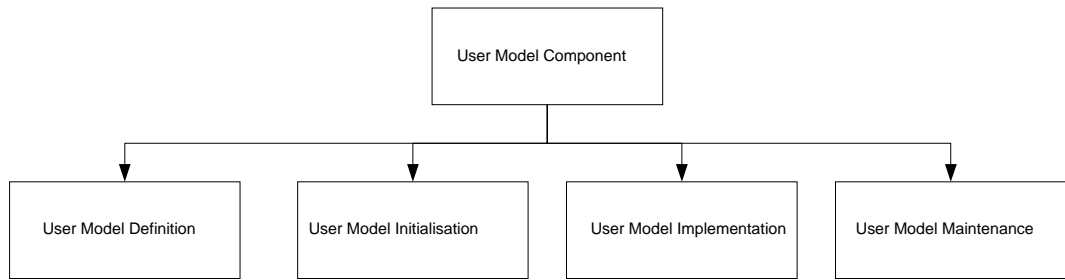 User Model Component
User Model Definition
User Model Initialisation
User Model Implementation
User Model Maintenance